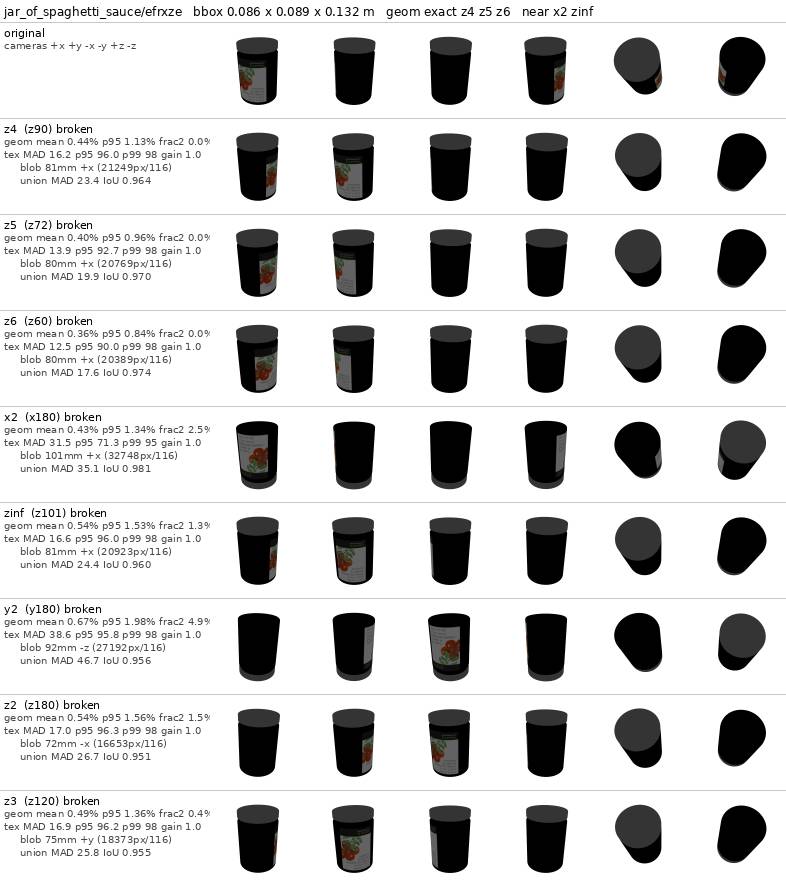 jar_of_spaghetti_sauce/efrxze bbox 0.086 x 0.089 x 0.132 m geom exact z4 z5 z6 near x2 zinf
original
cameras +x +y -x -y +z -z
z4 (z90) broken
geom mean 0.44% p95 1.13% frac2 0.0%
tex MAD 16.2 p95 96.0 p99 98 gain 1.0
blob 81mm +x (21249px/116)
union MAD 23.4 IoU 0.964
z5 (z72) broken
geom mean 0.40% p95 0.96% frac2 0.0%
tex MAD 13.9 p95 92.7 p99 98 gain 1.0
blob 80mm +x (20769px/116)
union MAD 19.9 IoU 0.970
z6 (z60) broken
geom mean 0.36% p95 0.84% frac2 0.0%
tex MAD 12.5 p95 90.0 p99 98 gain 1.0
blob 80mm +x (20389px/116)
union MAD 17.6 IoU 0.974
x2 (x180) broken
geom mean 0.43% p95 1.34% frac2 2.5%
tex MAD 31.5 p95 71.3 p99 95 gain 1.0
blob 101mm +x (32748px/116)
union MAD 35.1 IoU 0.981
zinf (z101) broken
geom mean 0.54% p95 1.53% frac2 1.3%
tex MAD 16.6 p95 96.0 p99 98 gain 1.0
blob 81mm +x (20923px/116)
union MAD 24.4 IoU 0.960
y2 (y180) broken
geom mean 0.67% p95 1.98% frac2 4.9%
tex MAD 38.6 p95 95.8 p99 98 gain 1.0
blob 92mm -z (27192px/116)
union MAD 46.7 IoU 0.956
z2 (z180) broken
geom mean 0.54% p95 1.56% frac2 1.5%
tex MAD 17.0 p95 96.3 p99 98 gain 1.0
blob 72mm -x (16653px/116)
union MAD 26.7 IoU 0.951
z3 (z120) broken
geom mean 0.49% p95 1.36% frac2 0.4%
tex MAD 16.9 p95 96.2 p99 98 gain 1.0
blob 75mm +y (18373px/116)
union MAD 25.8 IoU 0.955